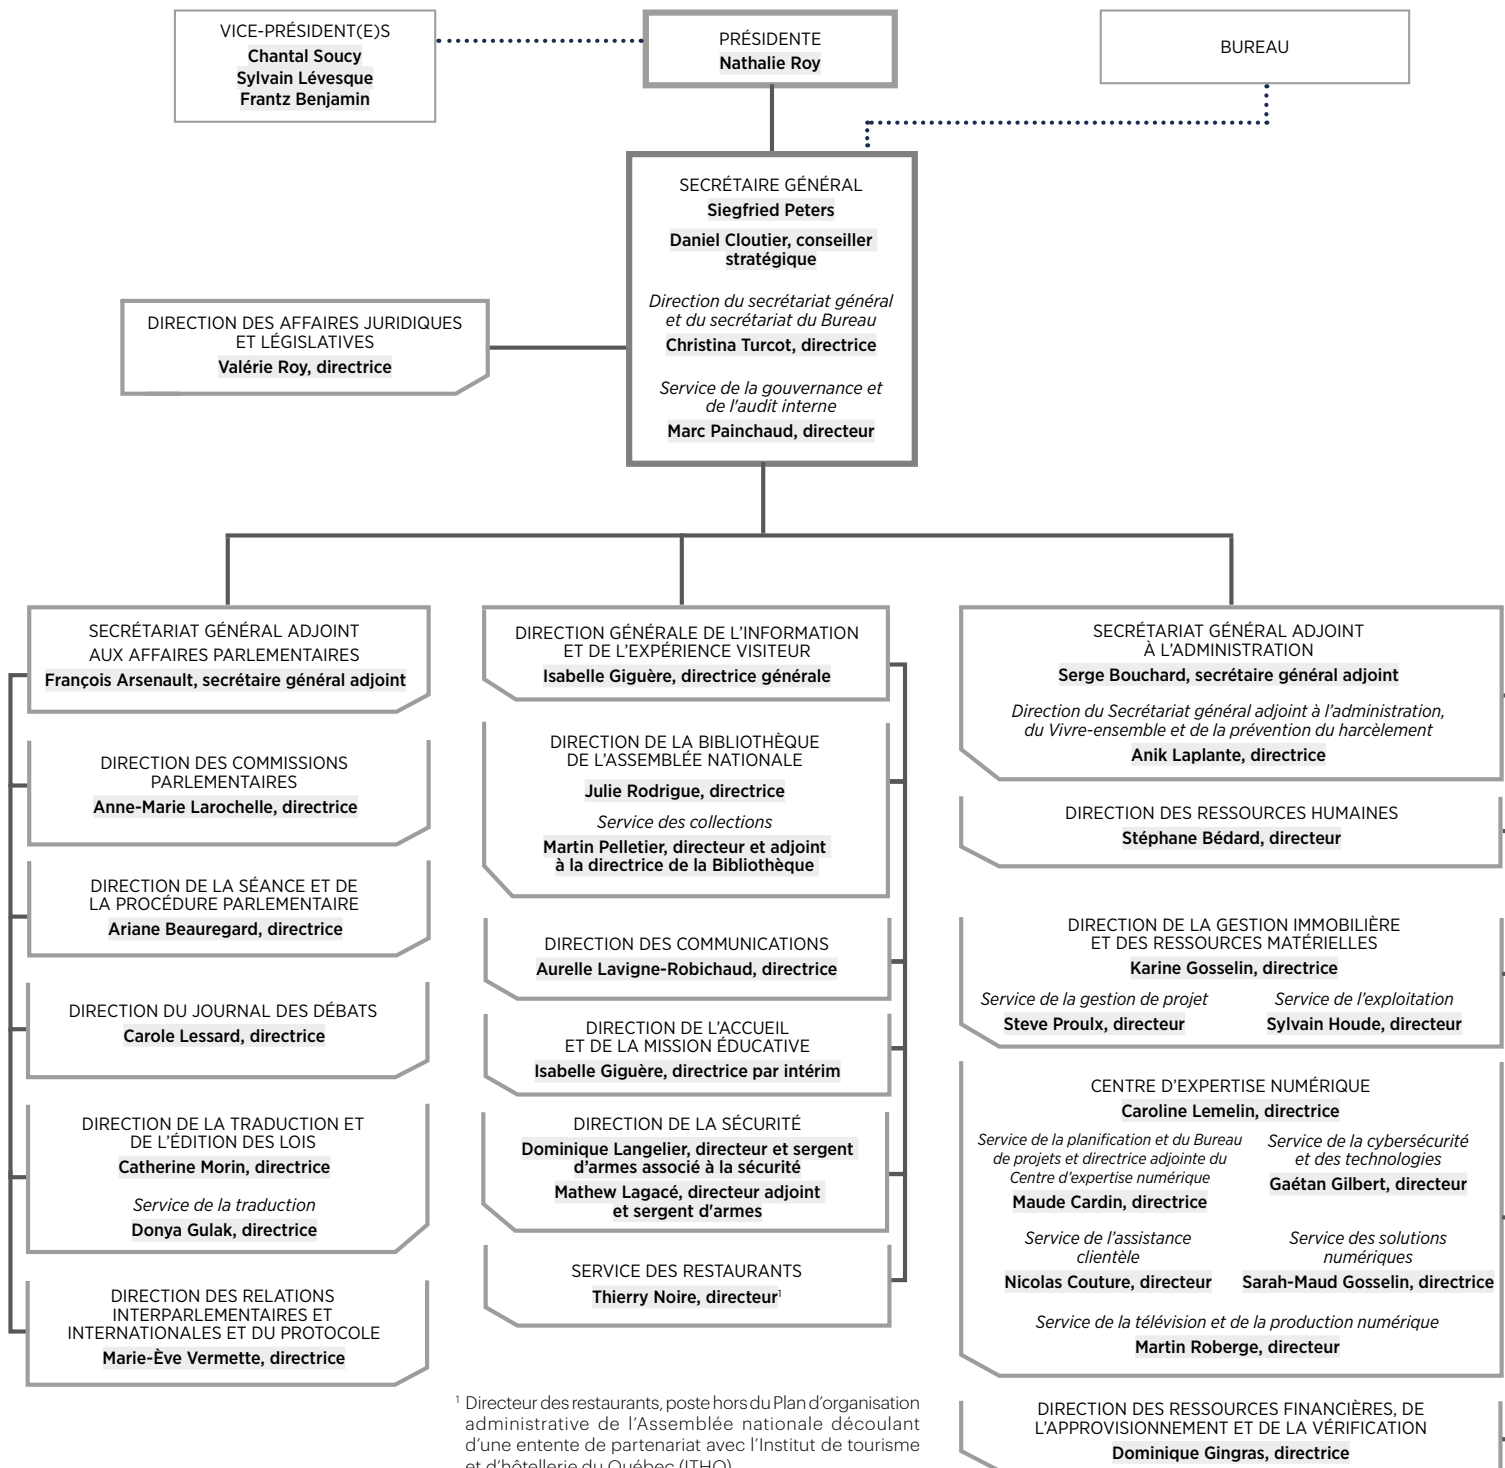 VICE-PRÉSIDENT(E)S
Chantal Soucy
Sylvain Lévesque
Frantz Benjamin
PRÉSIDENTE
Nathalie Roy
BUREAU
SECRÉTAIRE GÉNÉRAL
Siegfried Peters
Daniel Cloutier, conseiller
stratégique
Direction du secrétariat général
et du secrétariat du Bureau
Christina Turcot, directrice
Service de la gouvernance et
de l'audit interne
Marc Painchaud, directeur
DIRECTION DES AFFAIRES JURIDIQUES
ET LÉGISLATIVES
Valérie Roy, directrice
SECRÉTARIAT GÉNÉRAL ADJOINT
AUX AFFAIRES PARLEMENTAIRES
François Arsenault, secrétaire général adjoint
DIRECTION DES COMMISSIONS
PARLEMENTAIRES
Anne-Marie Larochelle, directrice
DIRECTION DE LA SÉANCE ET DE
LA PROCÉDURE PARLEMENTAIRE
Ariane Beauregard, directrice
DIRECTION DU JOURNAL DES DÉBATS
Carole Lessard, directrice
DIRECTION DE LA TRADUCTION ET
DE L'ÉDITION DES LOIS
Catherine Morin, directrice
Service de la traduction
Donya Gulak, directrice
DIRECTION DES RELATIONS
INTERPARLEMENTAIRES ET
INTERNATIONALES ET DU PROTOCOLE
Marie-Ève Vermette, directrice
DIRECTION GÉNÉRALE DE L'INFORMATION
ET DE L'EXPÉRIENCE VISITEUR
Isabelle Giguère, directrice générale
DIRECTION DE LA BIBLIOTHÈQUE
DE L'ASSEMBLÉE NATIONALE
Julie Rodrigue, directrice
Service des collections
Martin Pelletier, directeur et adjoint
à la directrice de la Bibliothèque
DIRECTION DES COMMUNICATIONS
Aurelle Lavigne-Robichaud, directrice
DIRECTION DE L'ACCUEIL
ET DE LA MISSION ÉDUCATIVE
Isabelle Giguère, directrice par intérim
DIRECTION DE LA SÉCURITÉ
Dominique Langelier, directeur et sergent
d'armes associé à la sécurité
Mathew Lagacé, directeur adjoint
et sergent d'armes
SERVICE DES RESTAURANTS
Thierry Noire, directeur¹
¹ Directeur des restaurants, poste hors du Plan d'organisation
administrative de l'Assemblée nationale découlant
d'une entente de partenariat avec l'Institut de tourisme
et d'hôtellerie du Québec (ITHQ).
SECRÉTARIAT GÉNÉRAL ADJOINT
À L'ADMINISTRATION
Serge Bouchard, secrétaire général adjoint
Direction du Secrétariat général adjoint à l'administration,
du Vivre-ensemble et de la prévention du harcèlement
Anik Laplante, directrice
DIRECTION DES RESSOURCES HUMAINES
Stéphane Bédard, directeur
DIRECTION DE LA GESTION IMMOBILIÈRE
ET DES RESSOURCES MATÉRIELLES
Karine Gosselin, directrice
Service de la gestion de projet
Steve Proulx, directeur
Service de l'exploitation
Sylvain Houde, directeur
CENTRE D'EXPERTISE NUMÉRIQUE
Caroline Lemelin, directrice
Service de la planification et du Bureau
de projets et directrice adjointe du
Centre d'expertise numérique
Maude Cardin, directrice
Service de la cybersécurité
et des technologies
Gaétan Gilbert, directeur
Service de l'assistance
clientèle
Nicolas Couture, directeur
Service des solutions
numériques
Sarah-Maud Gosselin, directrice
Service de la télévision et de la production numérique
Martin Roberge, directeur
DIRECTION DES RESSOURCES FINANCIÈRES, DE
L'APPROVISIONNEMENT ET DE LA VÉRIFICATION
Dominique Gingras, directrice